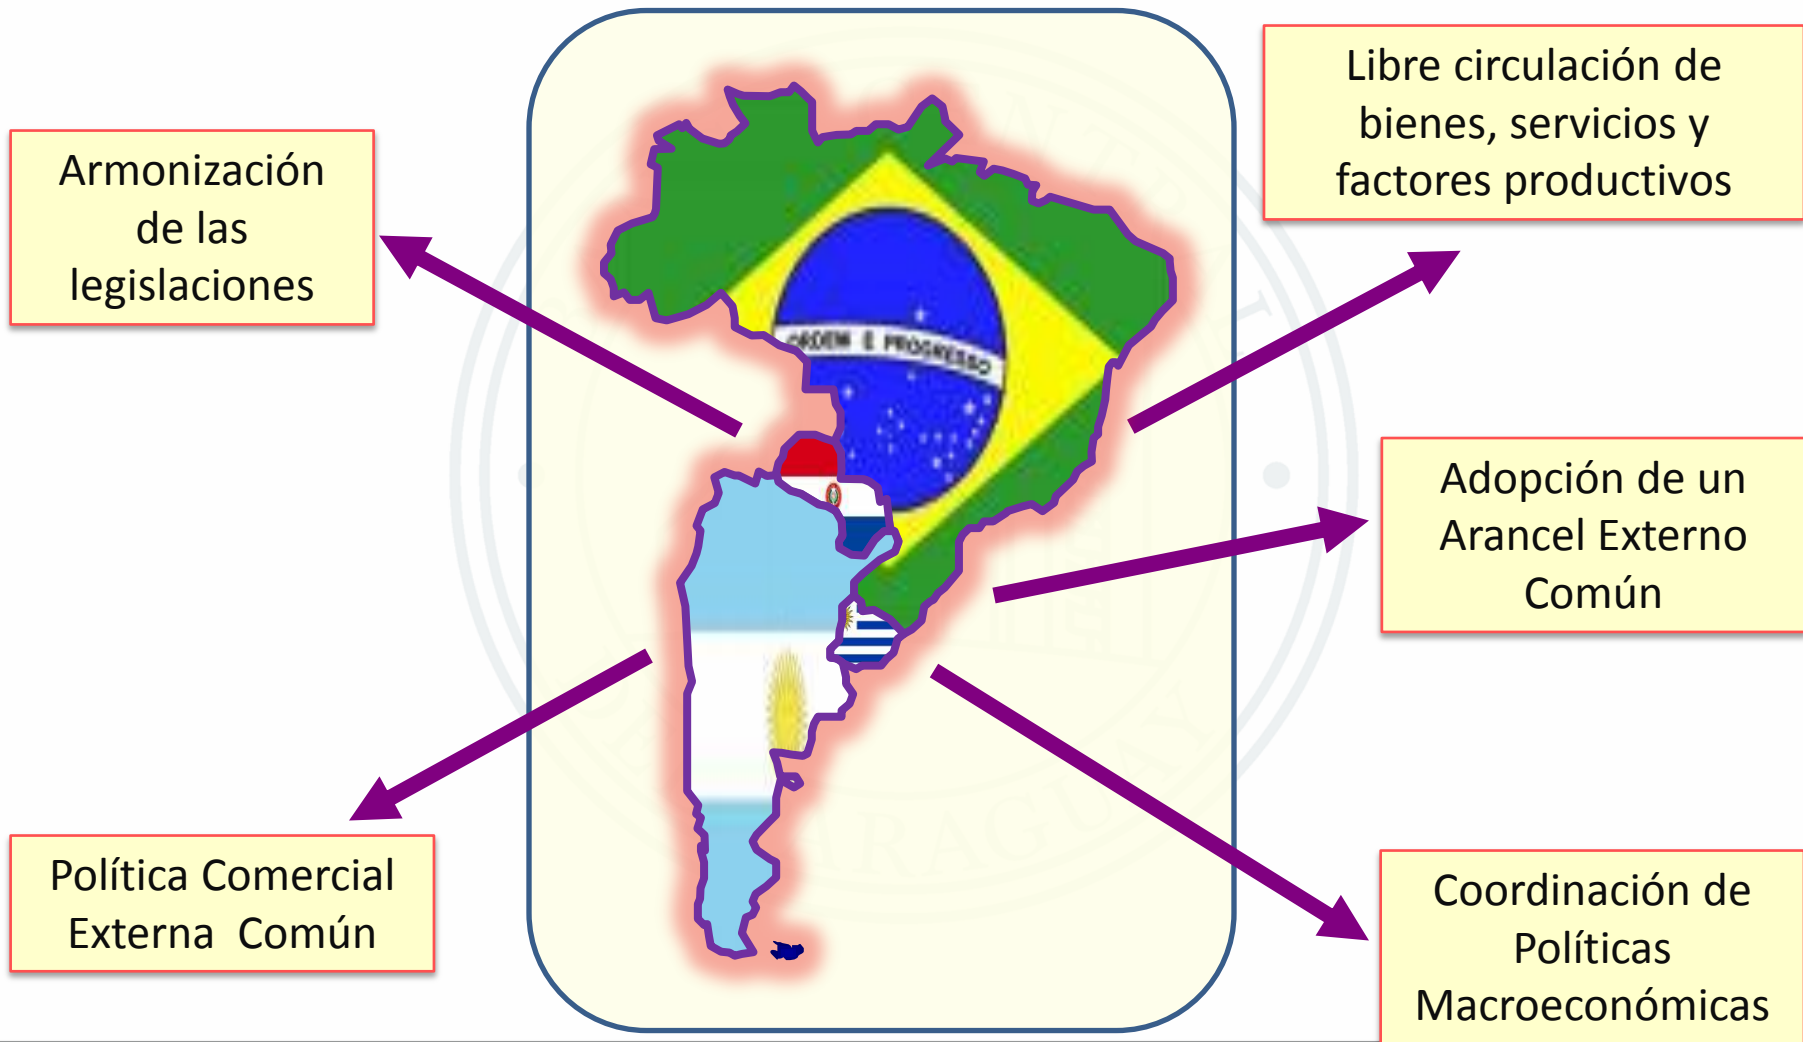 Libre circulación de
bienes, servicios y
factores productivos
Armonización
de las
legislaciones
ORDEM E PROGRESSO
Adopción de un
Arancel Externo
Común
Política Comercial
Externa Común
Coordinación de
Políticas
Macroeconómicas
PARAGUAY